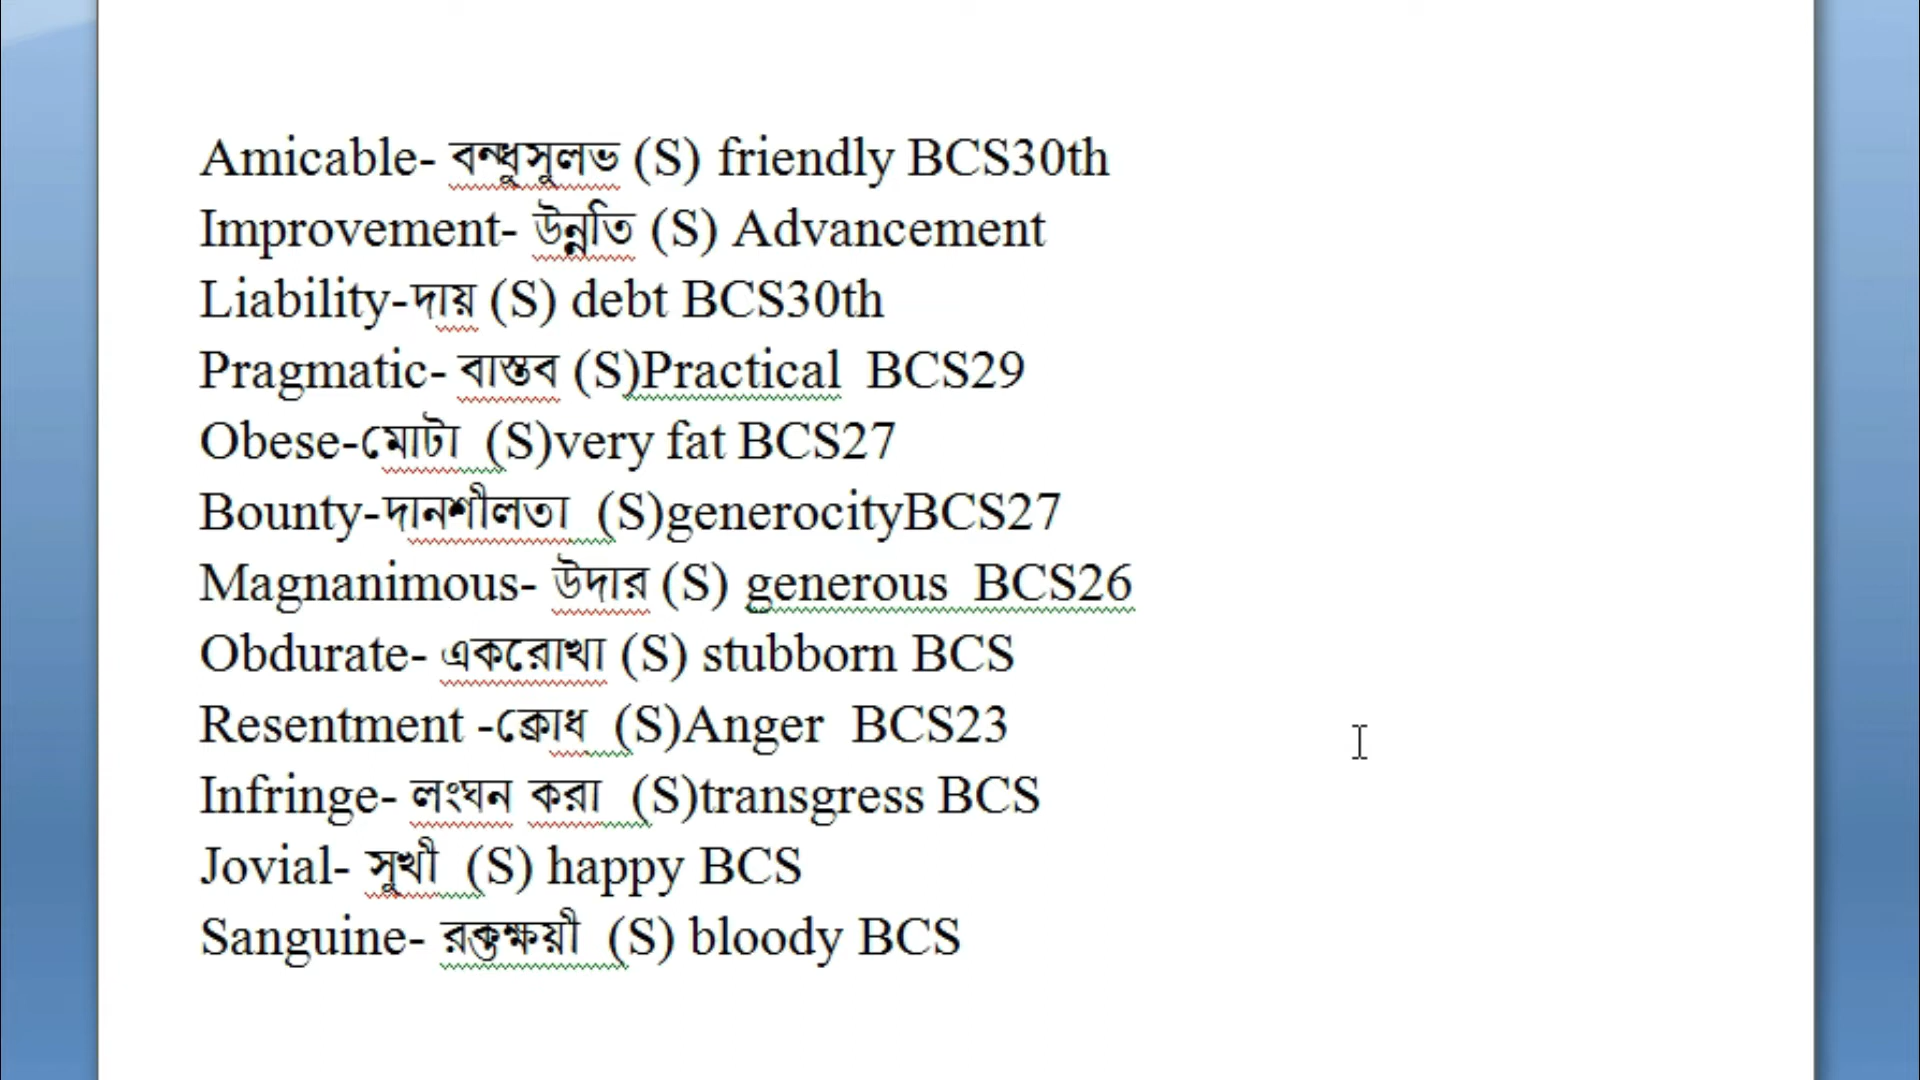 Amicable- বন্ধুসুলভ (S) friendly BCS30th
Improvement- উন্নতি (S) Advancement
Liability-দায় (S) debt BCS30th
Pragmatic- বাস্তব (S)Practical  BCS29
Obese-মোটা  (S)very fat BCS27
Bounty-দানশীলতা  (S)generocityBCS27
Magnanimous- উদার (S) generous  BCS26
Obdurate- একরোখা (S) stubborn BCS
Resentment -ক্রোধ  (S)Anger  BCS23
Infringe- লংঘন করা  (S)transgress BCS
Jovial- সুখী  (S) happy BCS
Sanguine- রক্তক্ষয়ী  (S) bloody BCS